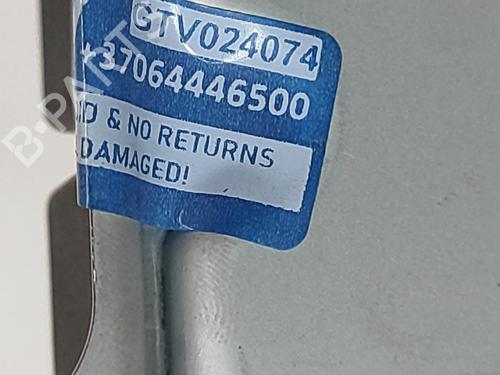 GTV024074
*37064446500
& NO RETURNS
DAMAGED!
B-PARTS